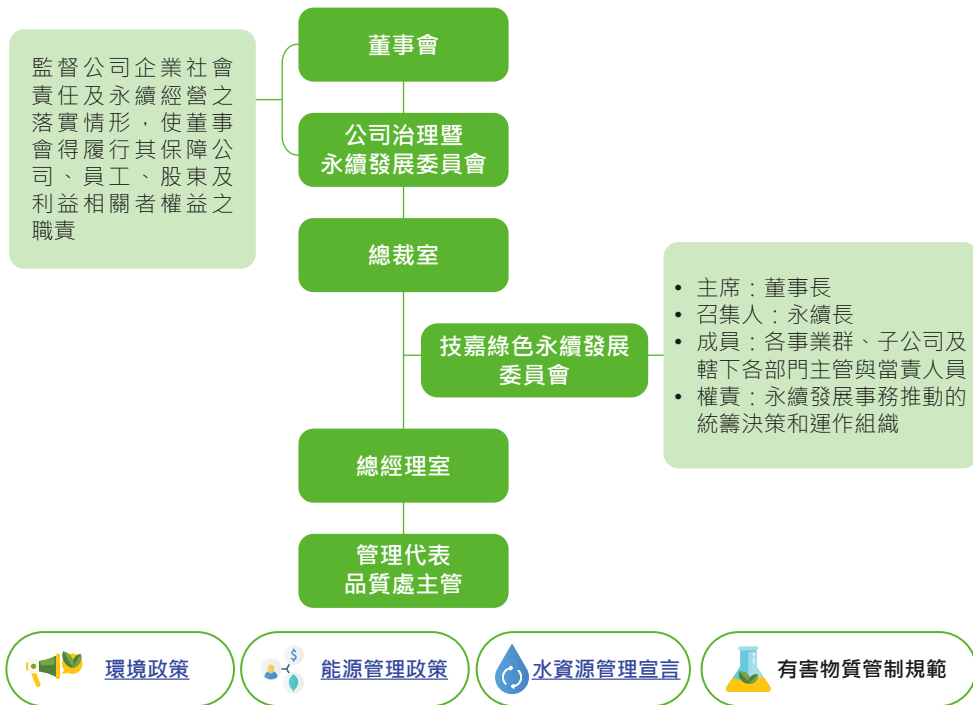 董事會
監督公司企業社會
責任及永續經營之
落實情形，使董事
會得履行其保障公
司、員工、股東及
利益相關者權益之
職責
公司治理暨
永續發展委員會
總裁室
技嘉綠色永續發展
委員會
• 主席：董事長
• 召集人：永續長
• 成員：各事業群、子公司及
轄下各部門主管與當責人員
• 權責：永續發展事務推動的
統籌決策和運作組織
總經理室
管理代表
品質處主管
環境政策
$
能源管理政策
水資源管理宣言
有害物質管制規範